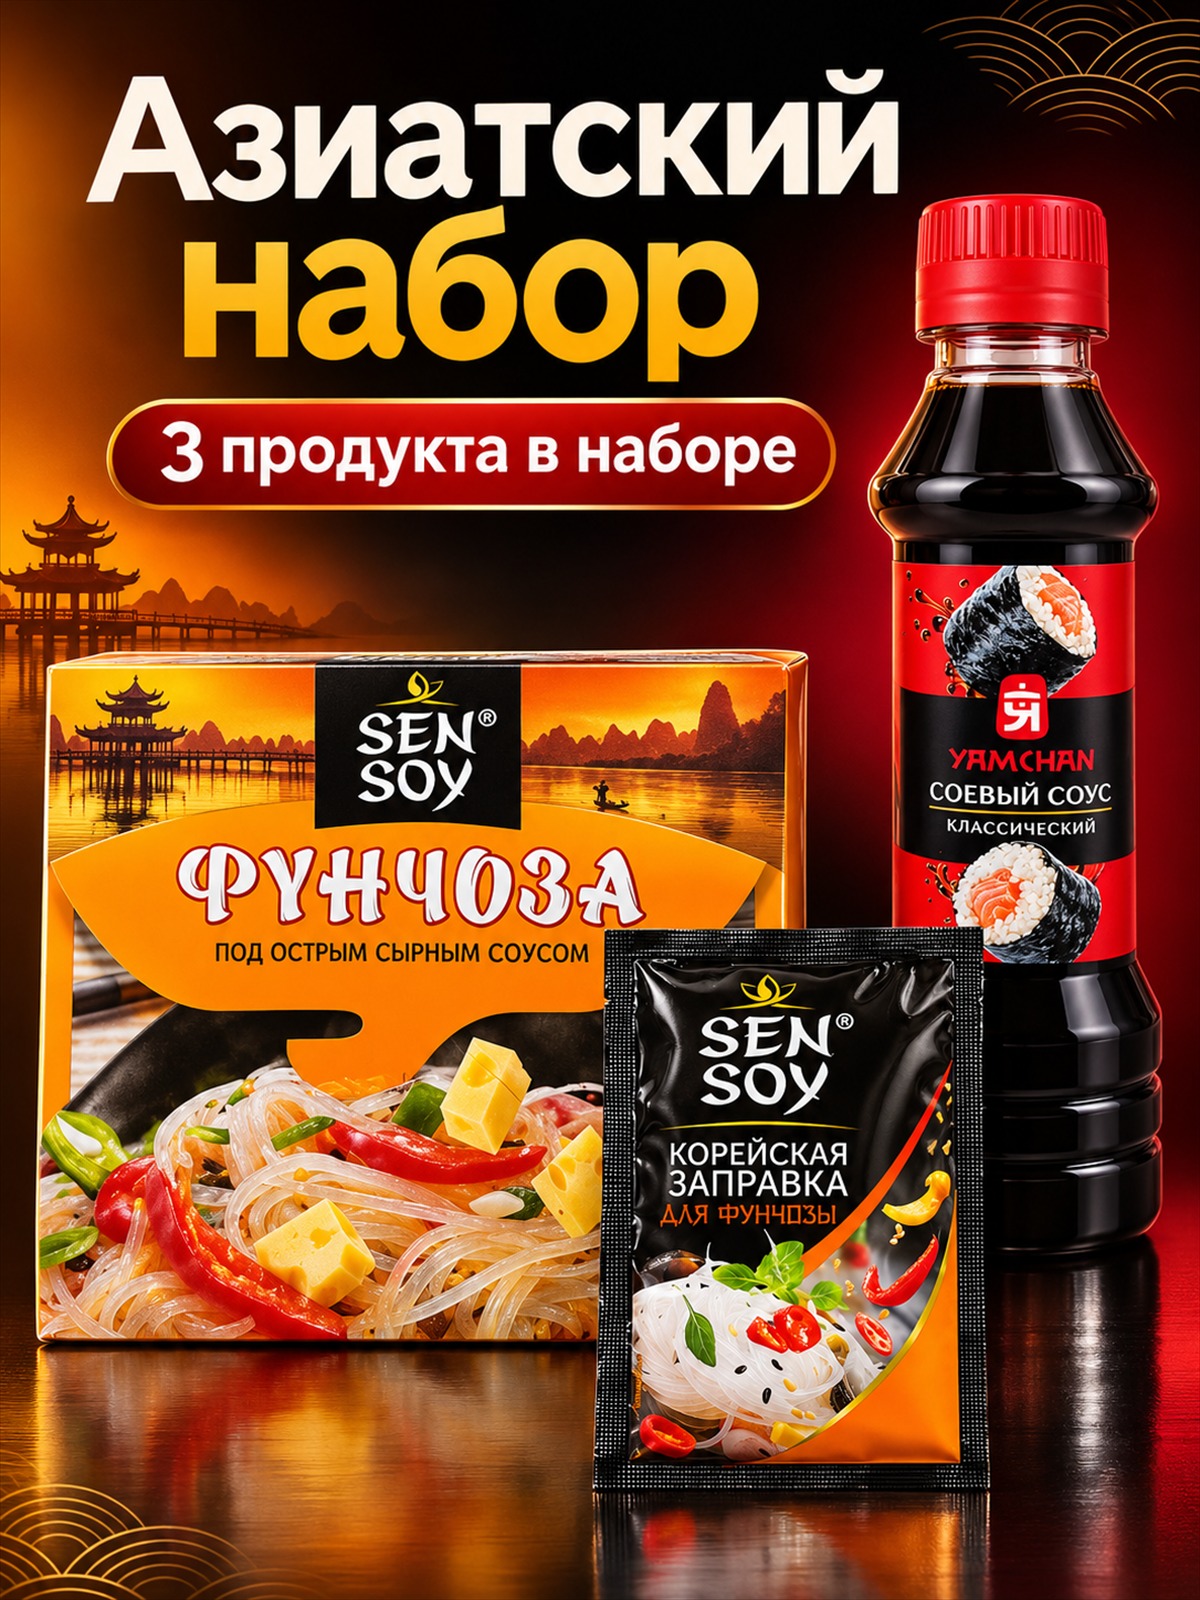 Азиатский
набор
3 продукта в наборе
SEN®
SOY
ФУНЧОЗА
ПОД ОСТРЫМ СЫРНЫМ СОУСОМ
YAMCHAN
СОЕВЫЙ СОУС
КЛАССИЧЕСКИЙ
SEN®
SOY
КОРЕЙСКАЯ
ЗАПРАВКА
ДЛЯ ФУНЧОЗЫ